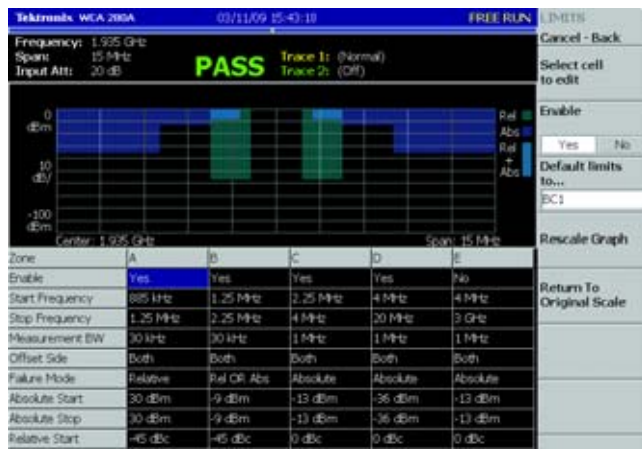 Tektronix WCA 280A 03/11/09 15:43:18 FREE RUN
Frequency: 1.935 GHz
Span: 15 MHz
Input Att: 20 dB
PASS
Trace 1: (Normal)
Trace 2: (Off)
0
dBm
10
dB/
-100
dBm
Rel
Abs
Rel
+
Abs
Center: 1.935 GHz Span: 15 MHz
Zone A B C D E
Enable Yes Yes Yes Yes No
Start Frequency 885 kHz 1.25 MHz 2.25 MHz 4 MHz 4 MHz
Stop Frequency 1.25 MHz 2.25 MHz 4 MHz 20 MHz 3 GHz
Measurement BW 30 kHz 30 kHz 1 MHz 1 MHz 1 MHz
Offset Side Both Both Both Both Both
Failure Mode Relative Rel OR Abs Absolute Absolute Absolute
Absolute Start 30 dBm -9 dBm -13 dBm -36 dBm -13 dBm
Absolute Stop 30 dBm -9 dBm -13 dBm -36 dBm -13 dBm
Relative Start -45 dBc -45 dBc 0 dBc 0 dBc 0 dBc
LIMITS
Cancel - Back
Select cell
to edit
Enable
Yes No
Default limits
to...
BC1
Rescale Graph
Return To
Original Scale